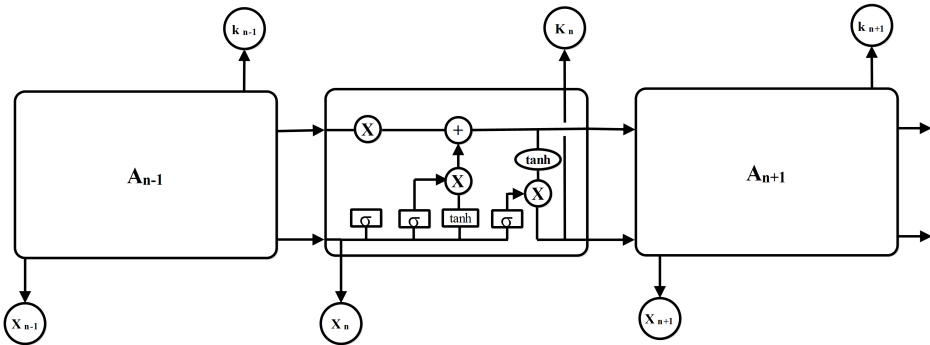 k n-1
K n
k n+1
X
+
tanh
A n-1
X
X
A n+1
σ
σ
tanh
σ
X n-1
X n
X n+1